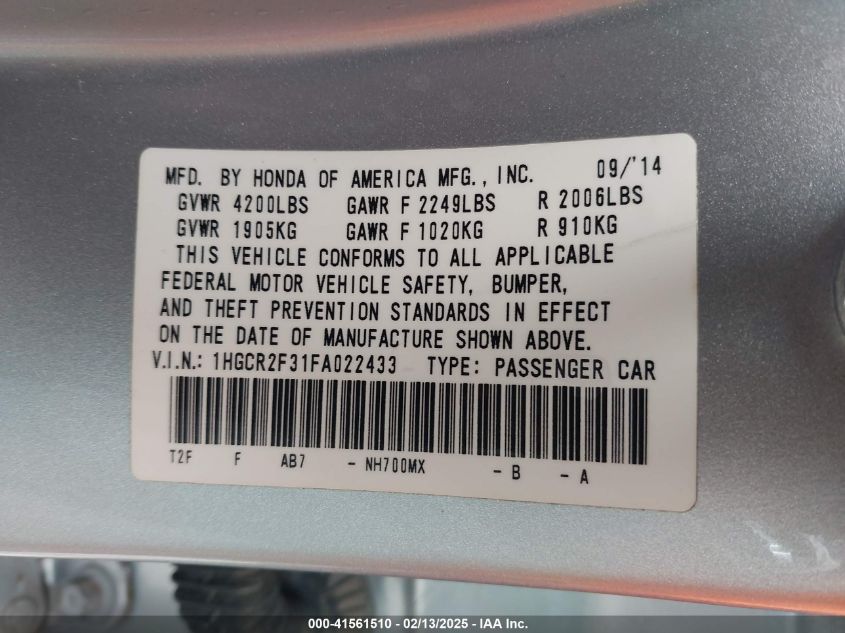 MFD. BY HONDA OF AMERICA MFG., INC. 09/'14
GVWR 4200LBS GAWR F 2249LBS R 2006LBS
GVWR 1905KG GAWR F 1020KG R 910KG
THIS VEHICLE CONFORMS TO ALL APPLICABLE
FEDERAL MOTOR VEHICLE SAFETY, BUMPER,
AND THEFT PREVENTION STANDARDS IN EFFECT
ON THE DATE OF MANUFACTURE SHOWN ABOVE.
V.I.N.: 1HGCR2F31FA022433 TYPE: PASSENGER CAR
T2F F AB7 - NH700MX - B - A
000-41561510 - 02/13/2025 - IAA Inc.